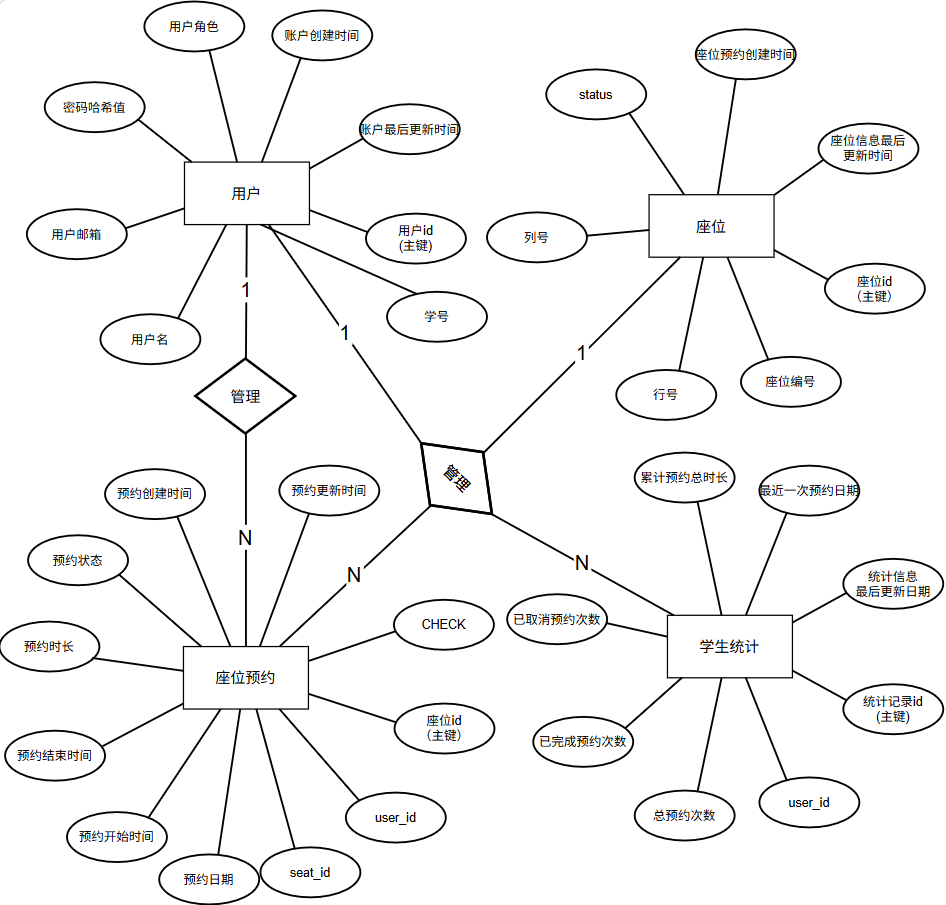 用户角色
账户创建时间
密码哈希值
账户最后更新时间
用户
用户邮箱
用户id
(主键)
学号
用户名
座位预约创建时间
status
座位信息最后
更新时间
座位
列号
座位id
（主键）
行号
座位编号
1
1
1
管理
管理
N
N
N
预约创建时间
预约更新时间
预约状态
预约时长
CHECK
座位预约
座位id
（主键）
预约结束时间
user_id
预约开始时间
预约日期
seat_id
累计预约总时长
最近一次预约日期
统计信息
最后更新日期
已取消预约次数
学生统计
统计记录id
(主键)
已完成预约次数
user_id
总预约次数